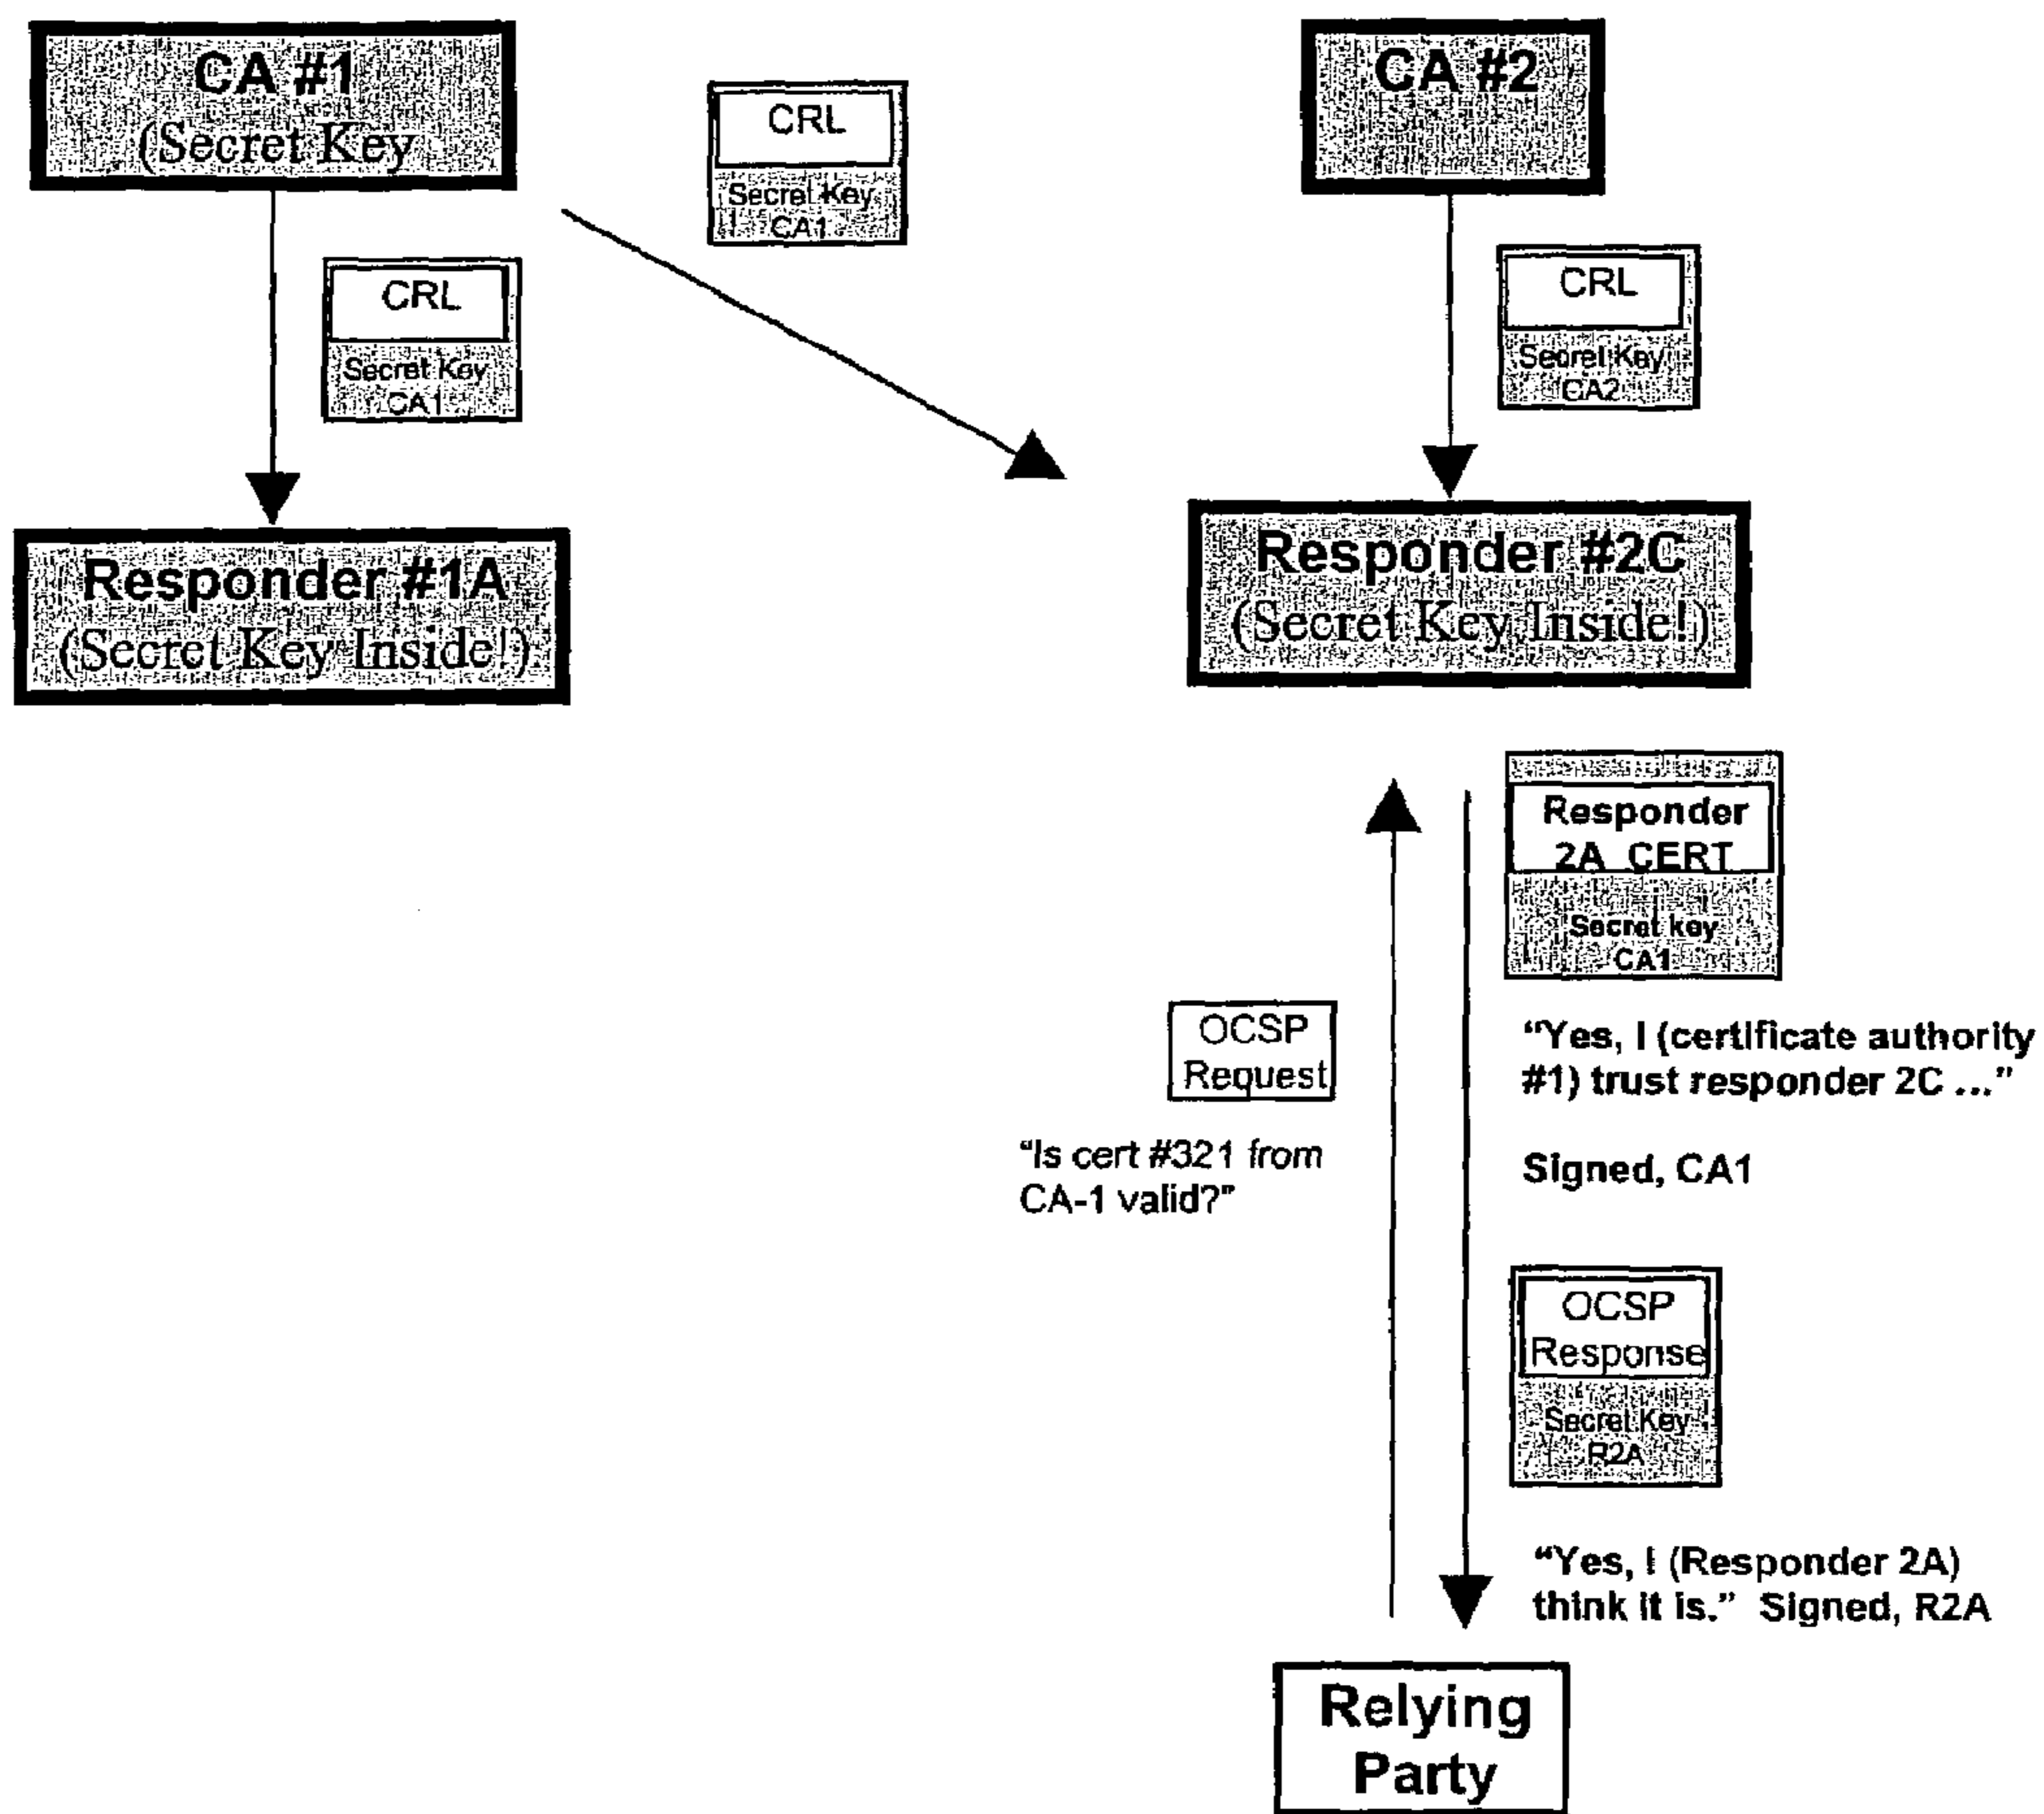 CA #1
(Secret Key
CRL
Secret Key
CA1
CA #2
CRL
Secret Key
CA1
CRL
Secret Key
CA2
Responder #1A
(Secret Key Inside!)
Responder #2C
(Secret Key Inside!)
Responder
2A CERT
Secret key
CA1
OCSP
Request
"Is cert #321 from
CA-1 valid?"
“Yes, I (certificate authority
#1) trust responder 2C ...”
Signed, CA1
OCSP
Response
Secret Key
R2A
“Yes, I (Responder 2A)
think it is.” Signed, R2A
Relying
Party